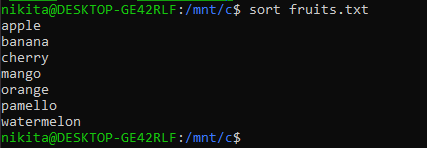 nikita@DESKTOP-GE42RLF:/mnt/c$ sort fruits.txt
apple
banana
cherry
mango
orange
pamello
watermelon
nikita@DESKTOP-GE42RLF:/mnt/c$